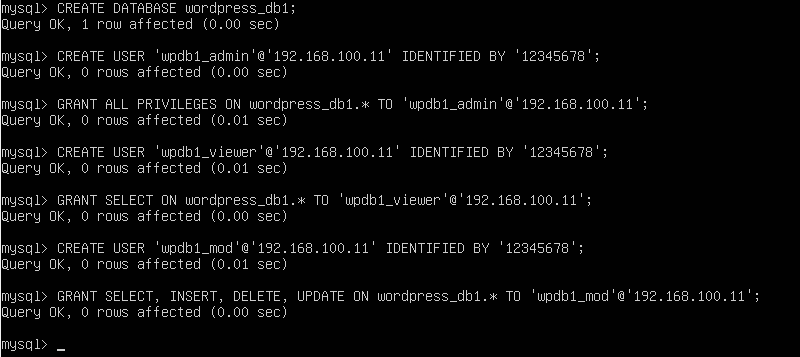 mysql> CREATE DATABASE wordpress_db1;
Query OK, 1 row affected (0.00 sec)
mysql> CREATE USER 'wpdb1_admin'@'192.168.100.11' IDENTIFIED BY '12345678';
Query OK, 0 rows affected (0.00 sec)
mysql> GRANT ALL PRIVILEGES ON wordpress_db1.* TO 'wpdb1_admin'@'192.168.100.11';
Query OK, 0 rows affected (0.01 sec)
mysql> CREATE USER 'wpdb1_viewer'@'192.168.100.11' IDENTIFIED BY '12345678';
Query OK, 0 rows affected (0.01 sec)
mysql> GRANT SELECT ON wordpress_db1.* TO 'wpdb1_viewer'@'192.168.100.11';
Query OK, 0 rows affected (0.00 sec)
mysql> CREATE USER 'wpdb1_mod'@'192.168.100.11' IDENTIFIED BY '12345678';
Query OK, 0 rows affected (0.01 sec)
mysql> GRANT SELECT, INSERT, DELETE, UPDATE ON wordpress_db1.* TO 'wpdb1_mod'@'192.168.100.11';
Query OK, 0 rows affected (0.00 sec)
mysql> _